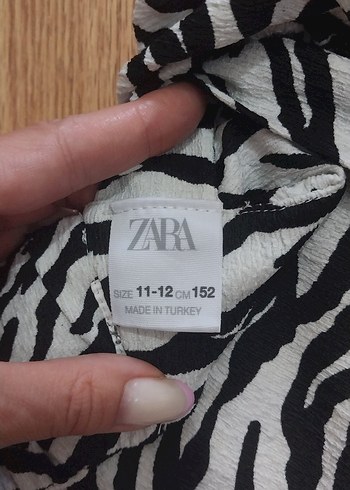 ZARA
SIZE 11-12 CM 152
MADE IN TURKEY